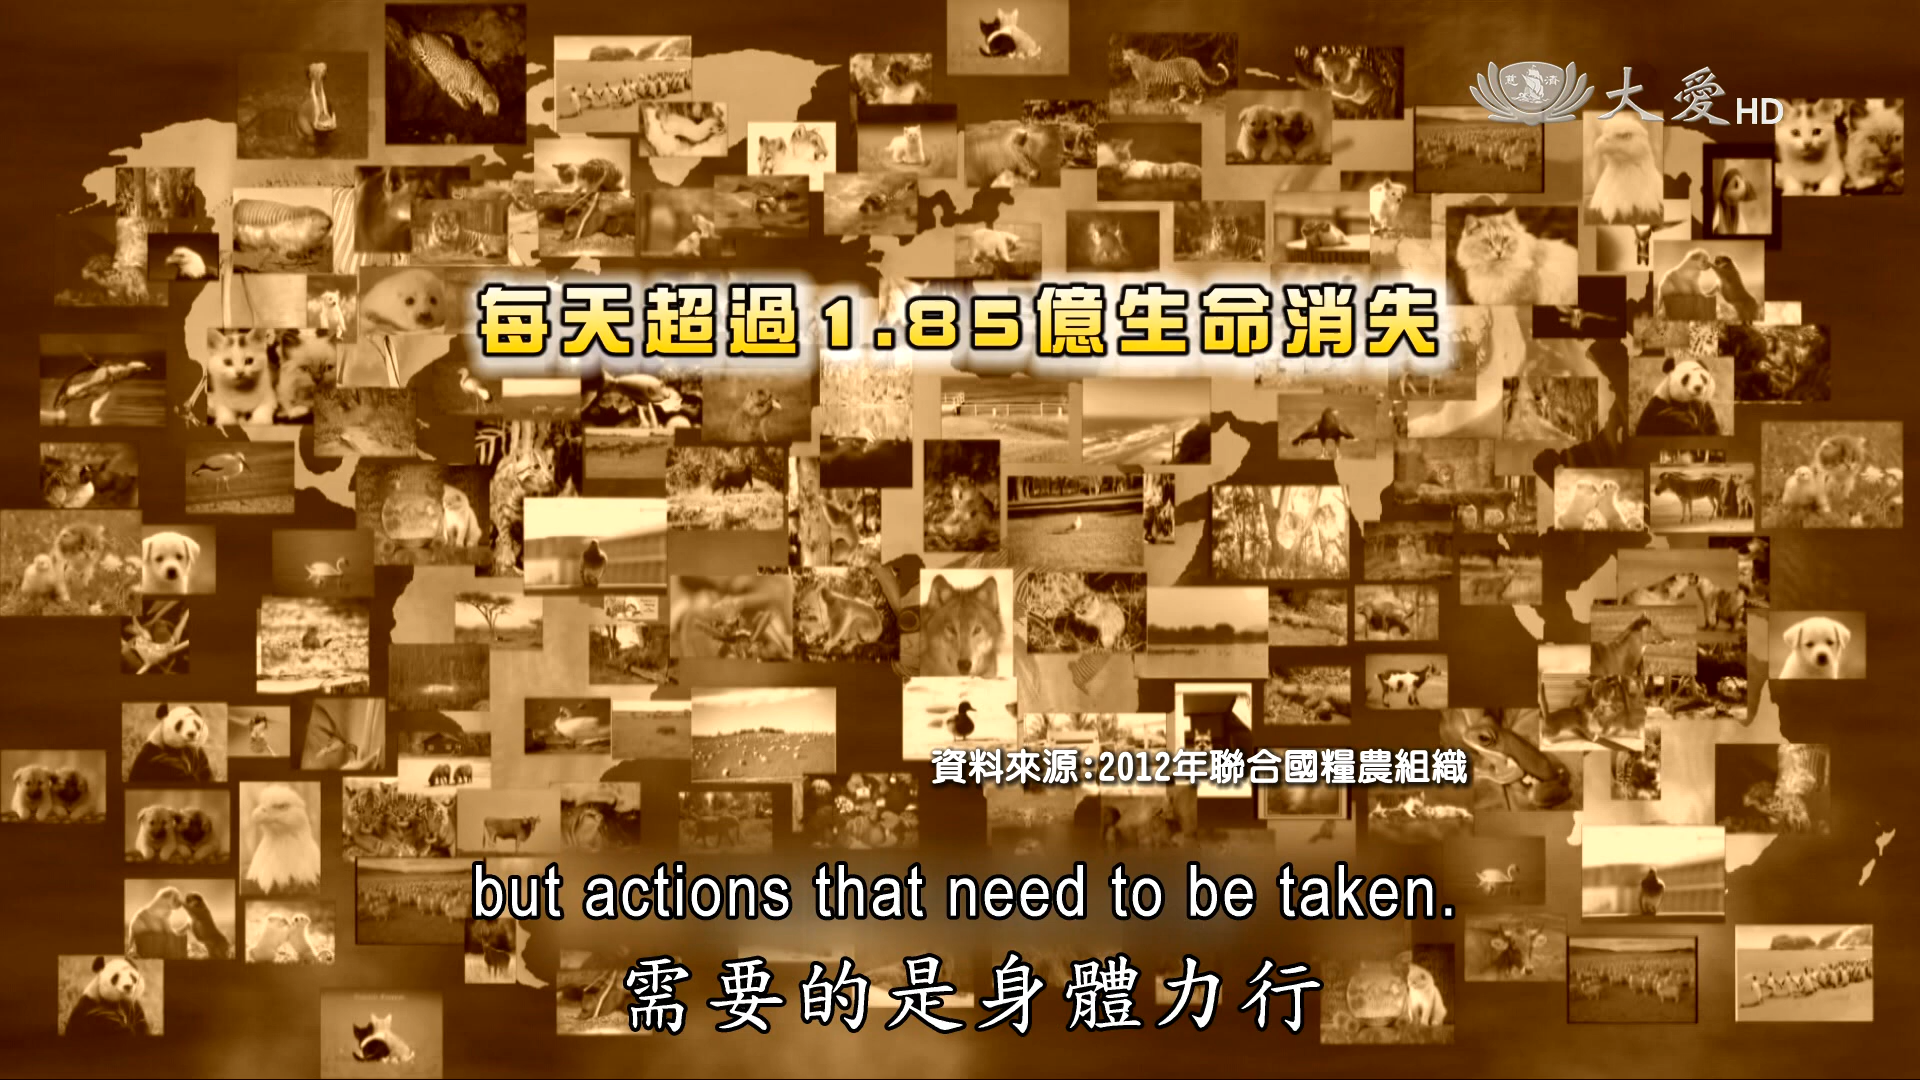 慈濟
大愛HD
每天超過1.85億生命消失
資料來源:2012年聯合國糧農組織
but actions that need to be taken.
需要的是身體力行